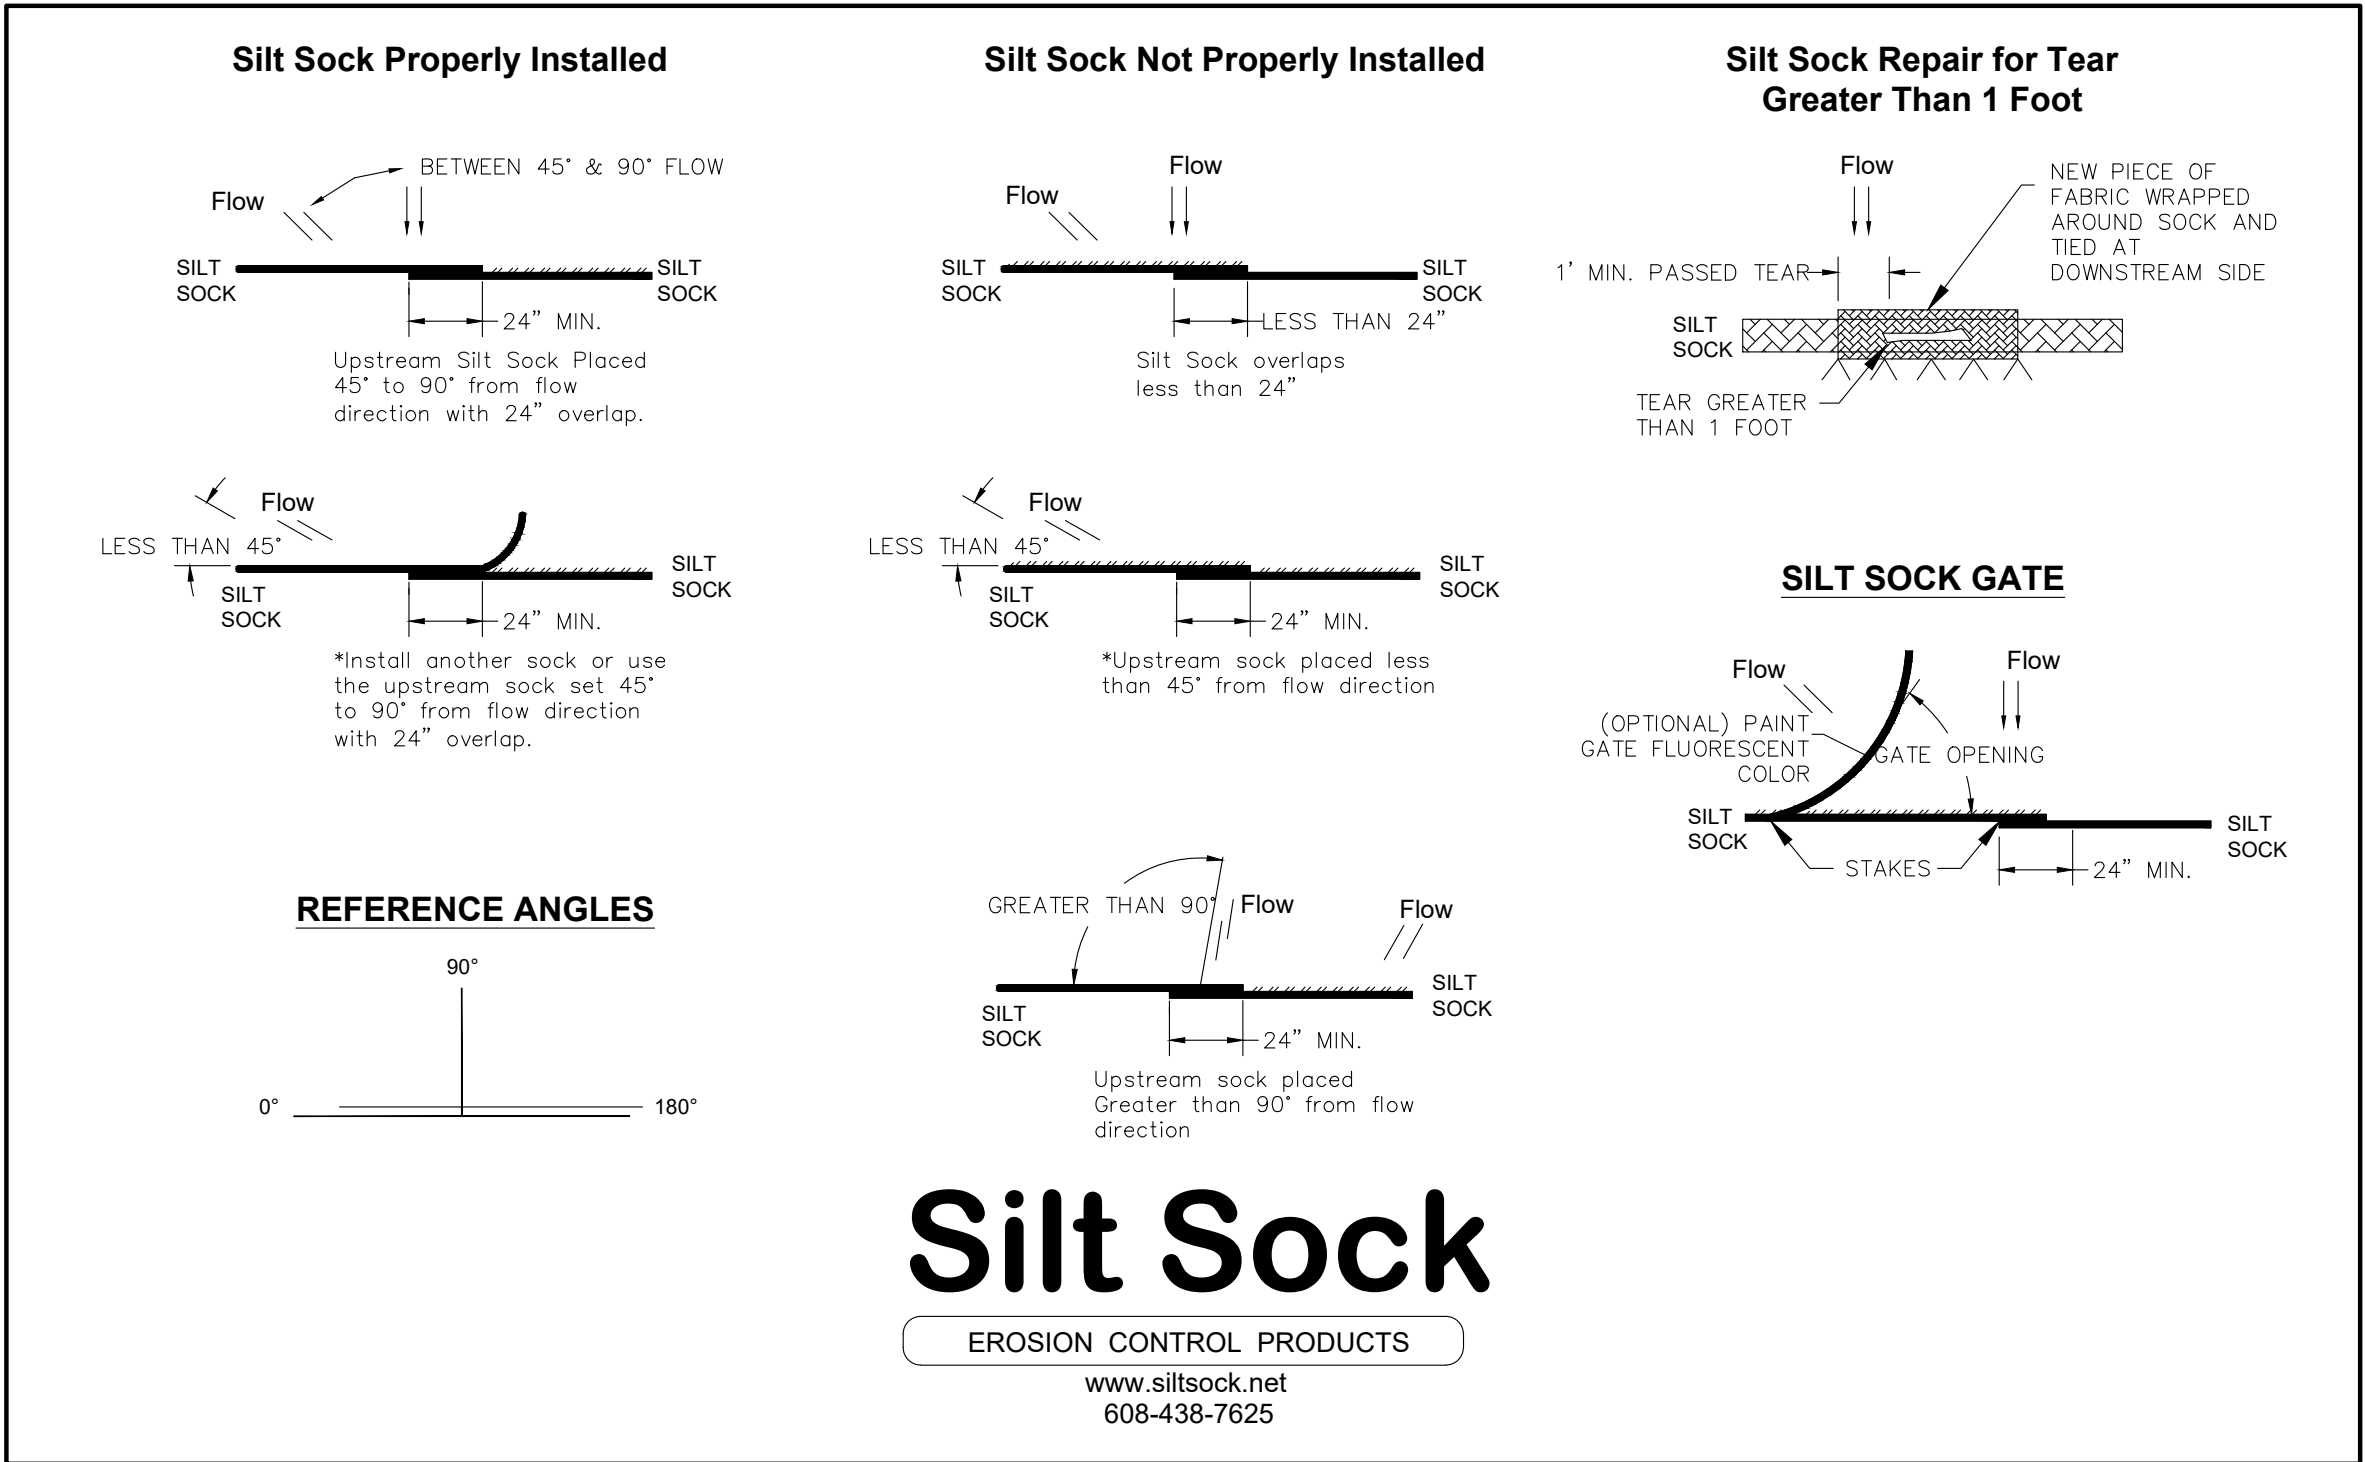 Silt Sock Properly Installed
BETWEEN 45° & 90° FLOW
Flow
SILT
SOCK
SILT
SOCK
24" MIN.
Upstream Silt Sock Placed
45° to 90° from flow
direction with 24" overlap.
Flow
LESS THAN 45°
SILT
SOCK
SILT
SOCK
24" MIN.
*Install another sock or use
the upstream sock set 45°
to 90° from flow direction
with 24" overlap.
REFERENCE ANGLES
90°
0°
180°
Silt Sock Not Properly Installed
Flow
Flow
SILT
SOCK
SILT
SOCK
LESS THAN 24"
Silt Sock overlaps
less than 24"
Flow
LESS THAN 45°
SILT
SOCK
SILT
SOCK
24" MIN.
*Upstream sock placed less
than 45° from flow direction
GREATER THAN 90°
Flow
Flow
SILT
SOCK
SILT
SOCK
24" MIN.
Upstream sock placed
Greater than 90° from flow
direction
Silt Sock Repair for Tear
Greater Than 1 Foot
Flow
NEW PIECE OF
FABRIC WRAPPED
AROUND SOCK AND
TIED AT
DOWNSTREAM SIDE
1' MIN. PASSED TEAR
SILT
SOCK
TEAR GREATER
THAN 1 FOOT
SILT SOCK GATE
Flow
Flow
(OPTIONAL) PAINT
GATE FLUORESCENT
COLOR
GATE OPENING
SILT
SOCK
SILT
SOCK
STAKES
24" MIN.
Silt Sock
EROSION CONTROL PRODUCTS
www.siltsock.net
608-438-7625